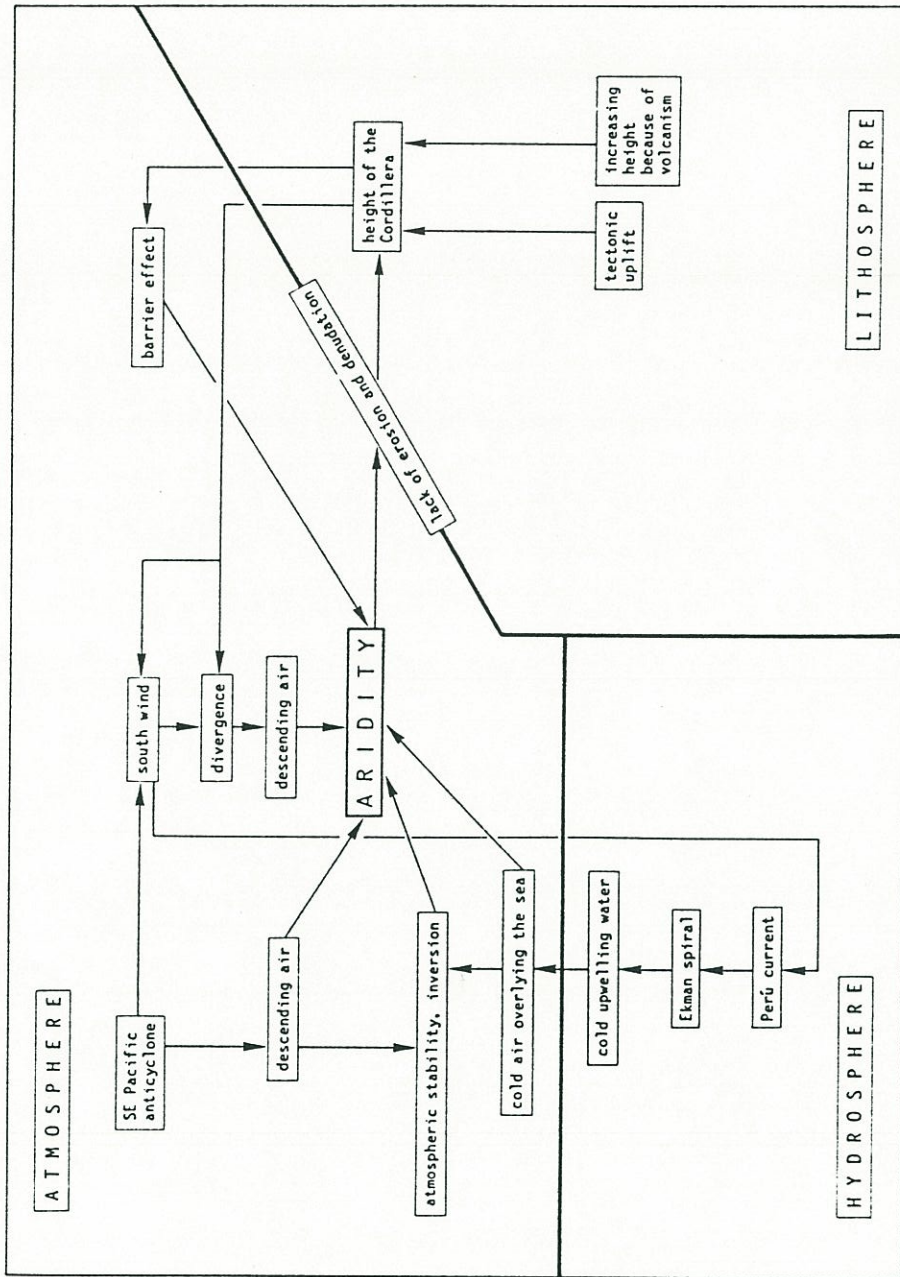 ATMOSPHERE
SE Pacific
anticyclone
south wind
barrier effect
divergence
descending air
descending air
ARIDITY
height of the
Cordillera
atmospheric stability, inversion
lack of erosion and denudation
cold air overlying the sea
cold upwelling water
tectonic
uplift
increasing
height
because of
volcanism
Ekman spiral
Perú current
HYDROSPHERE
LITHOSPHERE